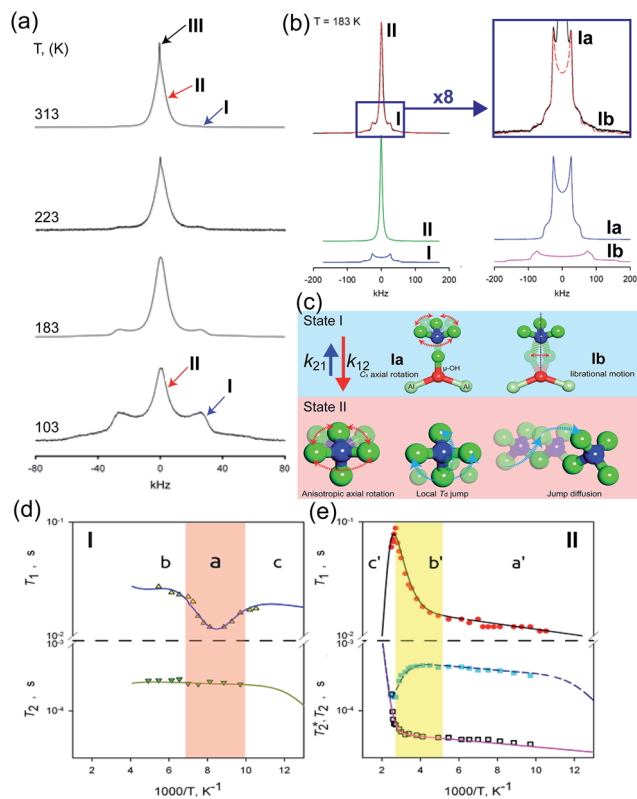 (a)
T, (K)
III
II
I
313
223
183
II
I
103
-80
-40
0
40
80
kHz
(b)
T = 183 K
II
I
x8
Ia
Ib
II
I
Ia
Ib
-200
-100
0
100
200
kHz
-200
-100
0
100
200
kHz
(c)
State I
k21
k12
Ia
C3 axial rotation
μ-OH
Al
Al
Ib
librational motion
State II
Anisotropic axial rotation
Local Td jump
Jump diffusion
(d)
10⁻¹
I
b
a
c
T1, s
10⁻²
10⁻³
T2, s
10⁻⁴
2
4
6
8
10
12
1000/T, K⁻¹
(e)
10⁻¹
II
c'
b'
a'
T1, s
10⁻²
10⁻³
T2*,T2, s
10⁻⁴
2
4
6
8
10
12
1000/T, K⁻¹